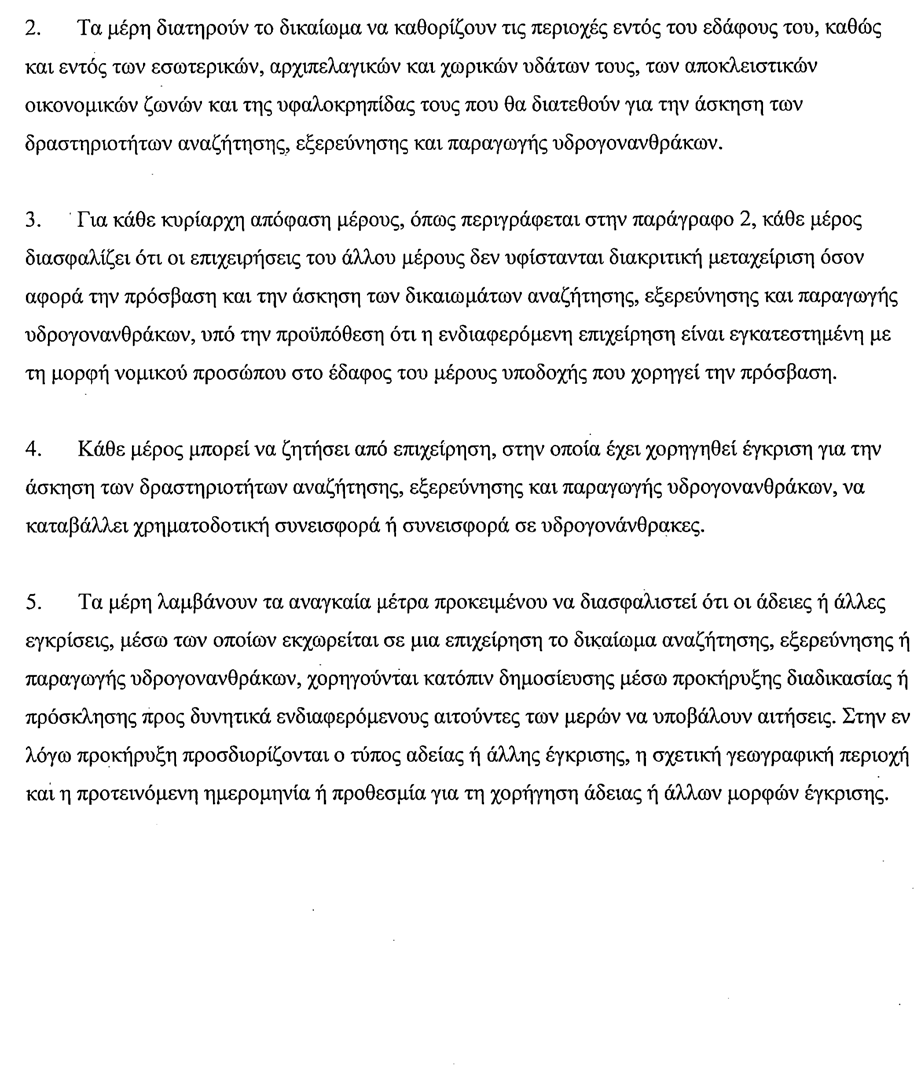 2. Τα μέρη διατηρούν το δικαίωμα να καθορίζουν τις περιοχές εντός του εδάφους του, καθώς
και εντός των εσωτερικών, αρχιπελαγικών και χωρικών υδάτων τους, των αποκλειστικών
οικονομικών ζωνών και της υφαλοκρηπίδας τους που θα διατεθούν για την άσκηση των
δραστηριοτήτων αναζήτησης, εξερεύνησης και παραγωγής υδρογονανθράκων.
3. Για κάθε κυρίαρχη απόφαση μέρους, όπως περιγράφεται στην παράγραφο 2, κάθε μέρος
διασφαλίζει ότι οι επιχειρήσεις του άλλου μέρους δεν υφίστανται διακριτική μεταχείριση όσον
αφορά την πρόσβαση και την άσκηση των δικαιωμάτων αναζήτησης, εξερεύνησης και παραγωγής
υδρογονανθράκων, υπό την προϋπόθεση ότι η ενδιαφερόμενη επιχείρηση είναι εγκατεστημένη με
τη μορφή νομικού προσώπου στο έδαφος του μέρους υποδοχής που χορηγεί την πρόσβαση.
4. Κάθε μέρος μπορεί να ζητήσει από επιχείρηση, στην οποία έχει χορηγηθεί έγκριση για την
άσκηση των δραστηριοτήτων αναζήτησης, εξερεύνησης και παραγωγής υδρογονανθράκων, να
καταβάλλει χρηματοδοτική συνεισφορά ή συνεισφορά σε υδρογονάνθρακες.
5. Τα μέρη λαμβάνουν τα αναγκαία μέτρα προκειμένου να διασφαλιστεί ότι οι άδειες ή άλλες
εγκρίσεις, μέσω των οποίων εκχωρείται σε μια επιχείρηση το δικαίωμα αναζήτησης, εξερεύνησης ή
παραγωγής υδρογονανθράκων, χορηγούνται κατόπιν δημοσίευσης μέσω προκήρυξης διαδικασίας ή
πρόσκλησης προς δυνητικά ενδιαφερόμενους αιτούντες των μερών να υποβάλουν αιτήσεις. Στην εν
λόγω προκήρυξη προσδιορίζονται ο τύπος αδείας ή άλλης έγκρισης, η σχετική γεωγραφική περιοχή
και η προτεινόμενη ημερομηνία ή προθεσμία για τη χορήγηση άδειας ή άλλων μορφών έγκρισης.